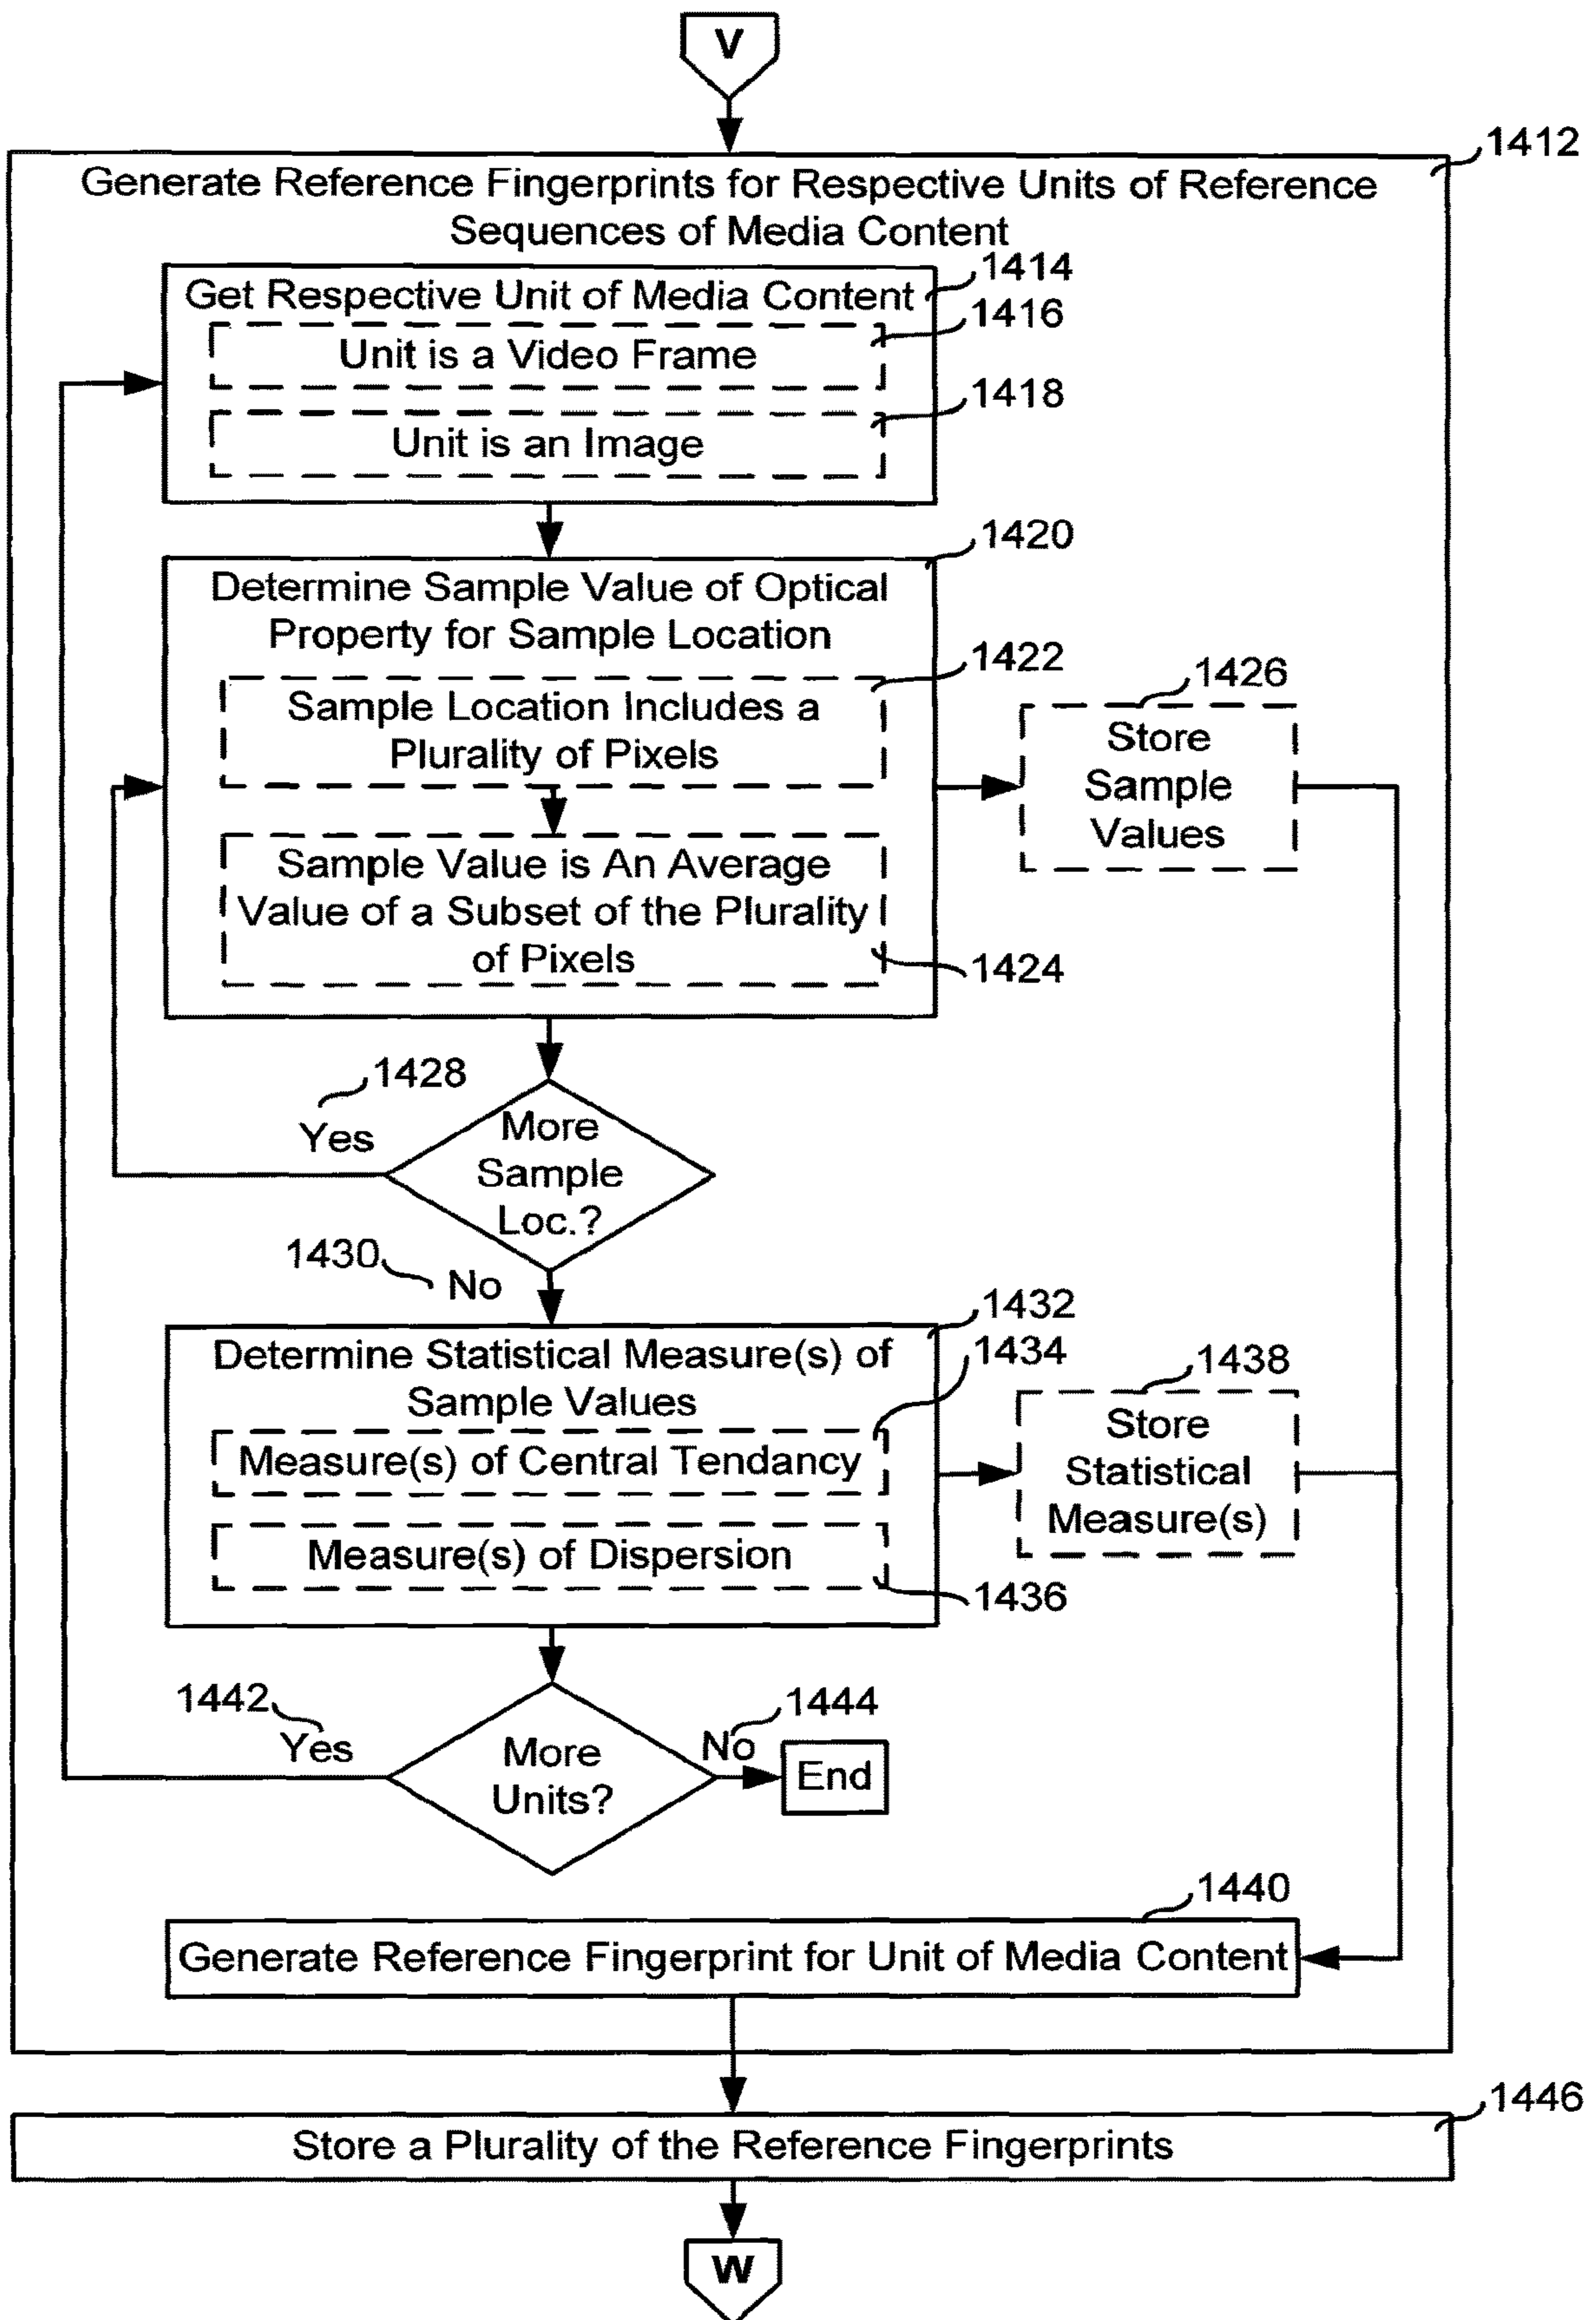 V
1412
Generate Reference Fingerprints for Respective Units of Reference
Sequences of Media Content
1414
Get Respective Unit of Media Content
1416
Unit is a Video Frame
1418
Unit is an Image
1420
Determine Sample Value of Optical
Property for Sample Location
1422
Sample Location Includes a
Plurality of Pixels
1426
Store
Sample
Values
Sample Value is An Average
Value of a Subset of the Plurality
of Pixels
1424
1428
Yes
More
Sample
Loc.?
1430
No
1432
Determine Statistical Measure(s) of
Sample Values
1434
Measure(s) of Central Tendancy
1438
Store
Statistical
Measure(s)
Measure(s) of Dispersion
1436
1442
Yes
More
Units?
1444
No
End
1440
Generate Reference Fingerprint for Unit of Media Content
1446
Store a Plurality of the Reference Fingerprints
W